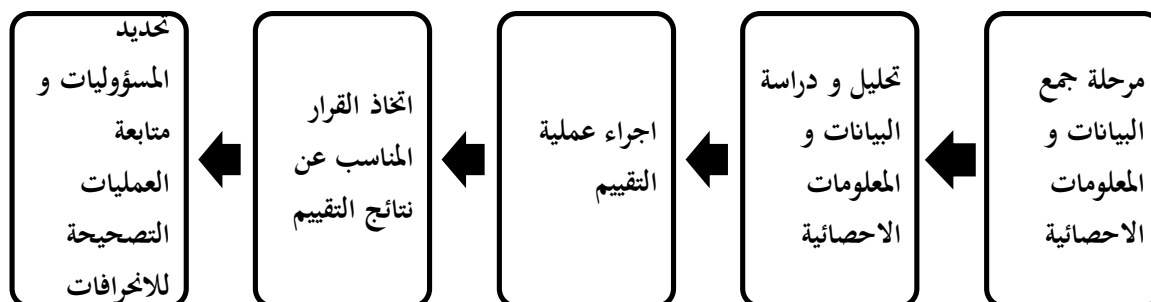 مرحلة جمع
البيانات و
المعلومات
الاحصائية
تحليل و دراسة
البيانات و
المعلومات
الاحصائية
اجراء عملية
التقييم
اتخاذ القرار
المناسب عن
نتائج التقييم
تحديد
المسؤوليات و
متابعة
العمليات
التصحيحة
للانحرافات